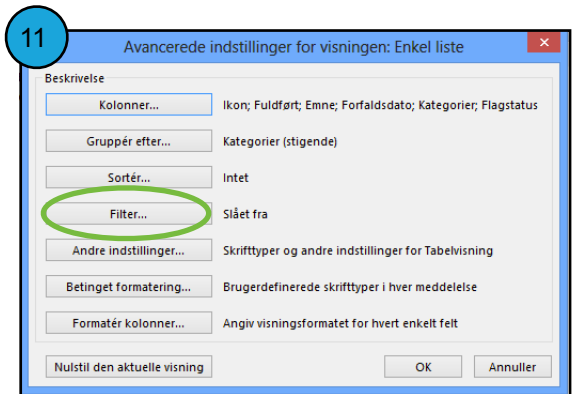 11
Avancerede indstillinger for visningen: Enkel liste
Beskrivelse
Kolonner... Ikon; Fuldført; Emne; Forfaldsdato; Kategorier; Flagstatus
Gruppér efter... Kategorier (stigende)
Sortér... Intet
Filter... Slået fra
Andre indstillinger... Skrifttyper og andre indstillinger for Tabelvisning
Betinget formatering... Brugerdefinerede skrifttyper i hver meddelelse
Formatér kolonner... Angiv visningsformatet for hvert enkelt felt
Nulstil den aktuelle visning OK Annuller